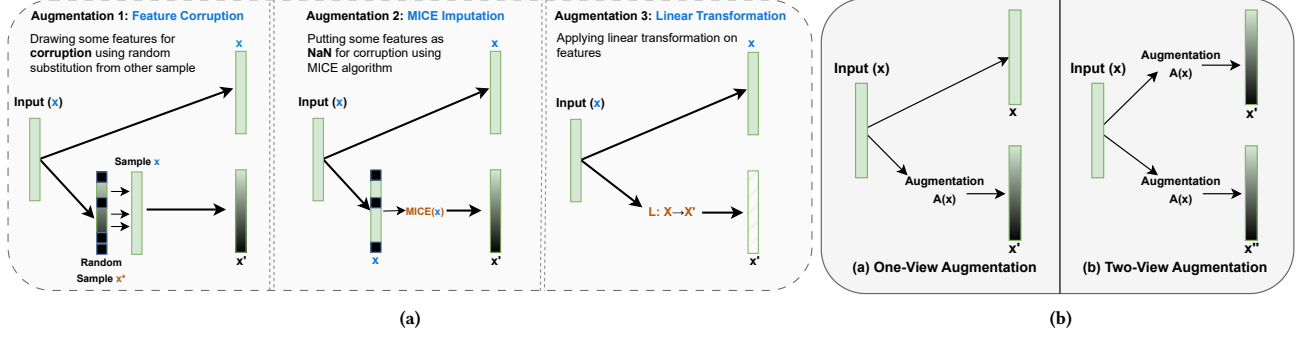 Augmentation 1: Feature Corruption
Drawing some features for
corruption using random
substitution from other sample
x
Input (x)
Sample x
Random
Sample x*
x'
Augmentation 2: MICE Imputation
Putting some features as
NaN for corruption using
MICE algorithm
x
Input (x)
MICE(x)
x
x'
Augmentation 3: Linear Transformation
Applying linear transformation on
features
x
Input (x)
L: X→X'
x'
(a)
Input (x)
x
Augmentation
A(x)
x'
(a) One-View Augmentation
Input (x)
Augmentation
A(x)
x'
Augmentation
A(x)
x"
(b) Two-View Augmentation
(b)